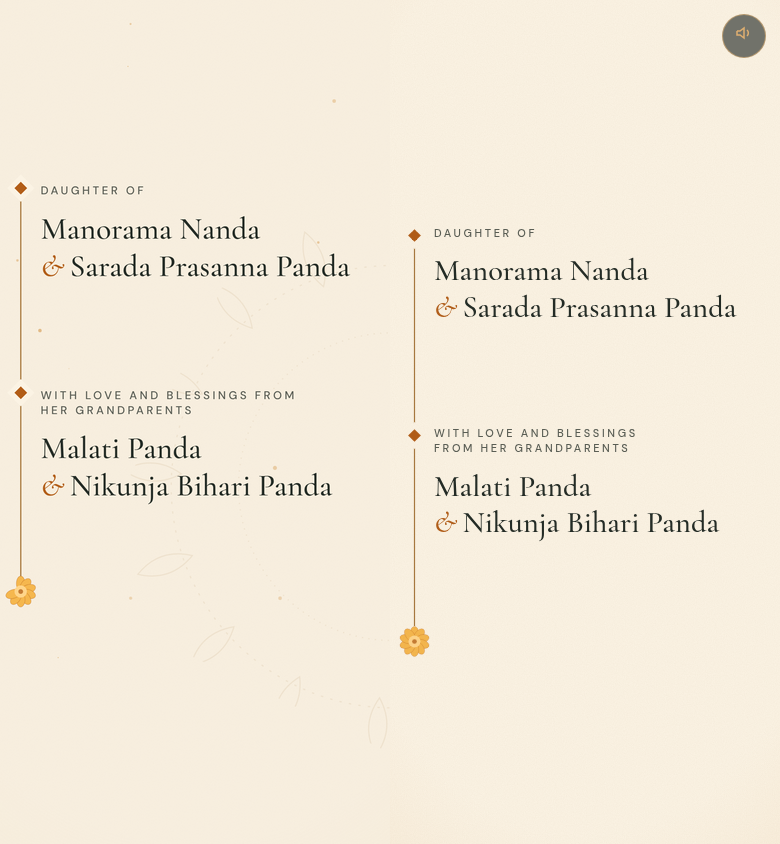 DAUGHTER OF
Manorama Nanda
& Sarada Prasanna Panda
WITH LOVE AND BLESSINGS FROM
HER GRANDPARENTS
Malati Panda
& Nikunja Bihari Panda
DAUGHTER OF
Manorama Nanda
& Sarada Prasanna Panda
WITH LOVE AND BLESSINGS
FROM HER GRANDPARENTS
Malati Panda
& Nikunja Bihari Panda